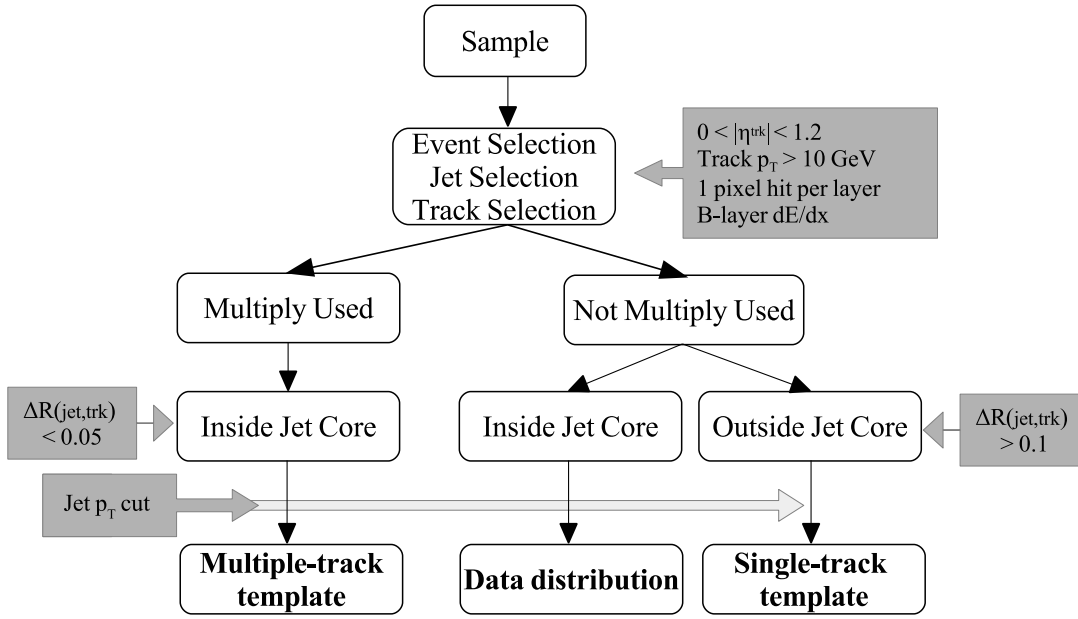 Sample
Event Selection
Jet Selection
Track Selection
0 < |η^trk| < 1.2
Track p_T > 10 GeV
1 pixel hit per layer
B-layer dE/dx
Multiply Used
Not Multiply Used
ΔR(jet,trk)
< 0.05
Inside Jet Core
Inside Jet Core
Outside Jet Core
ΔR(jet,trk)
> 0.1
Jet p_T cut
Multiple-track
template
Data distribution
Single-track
template